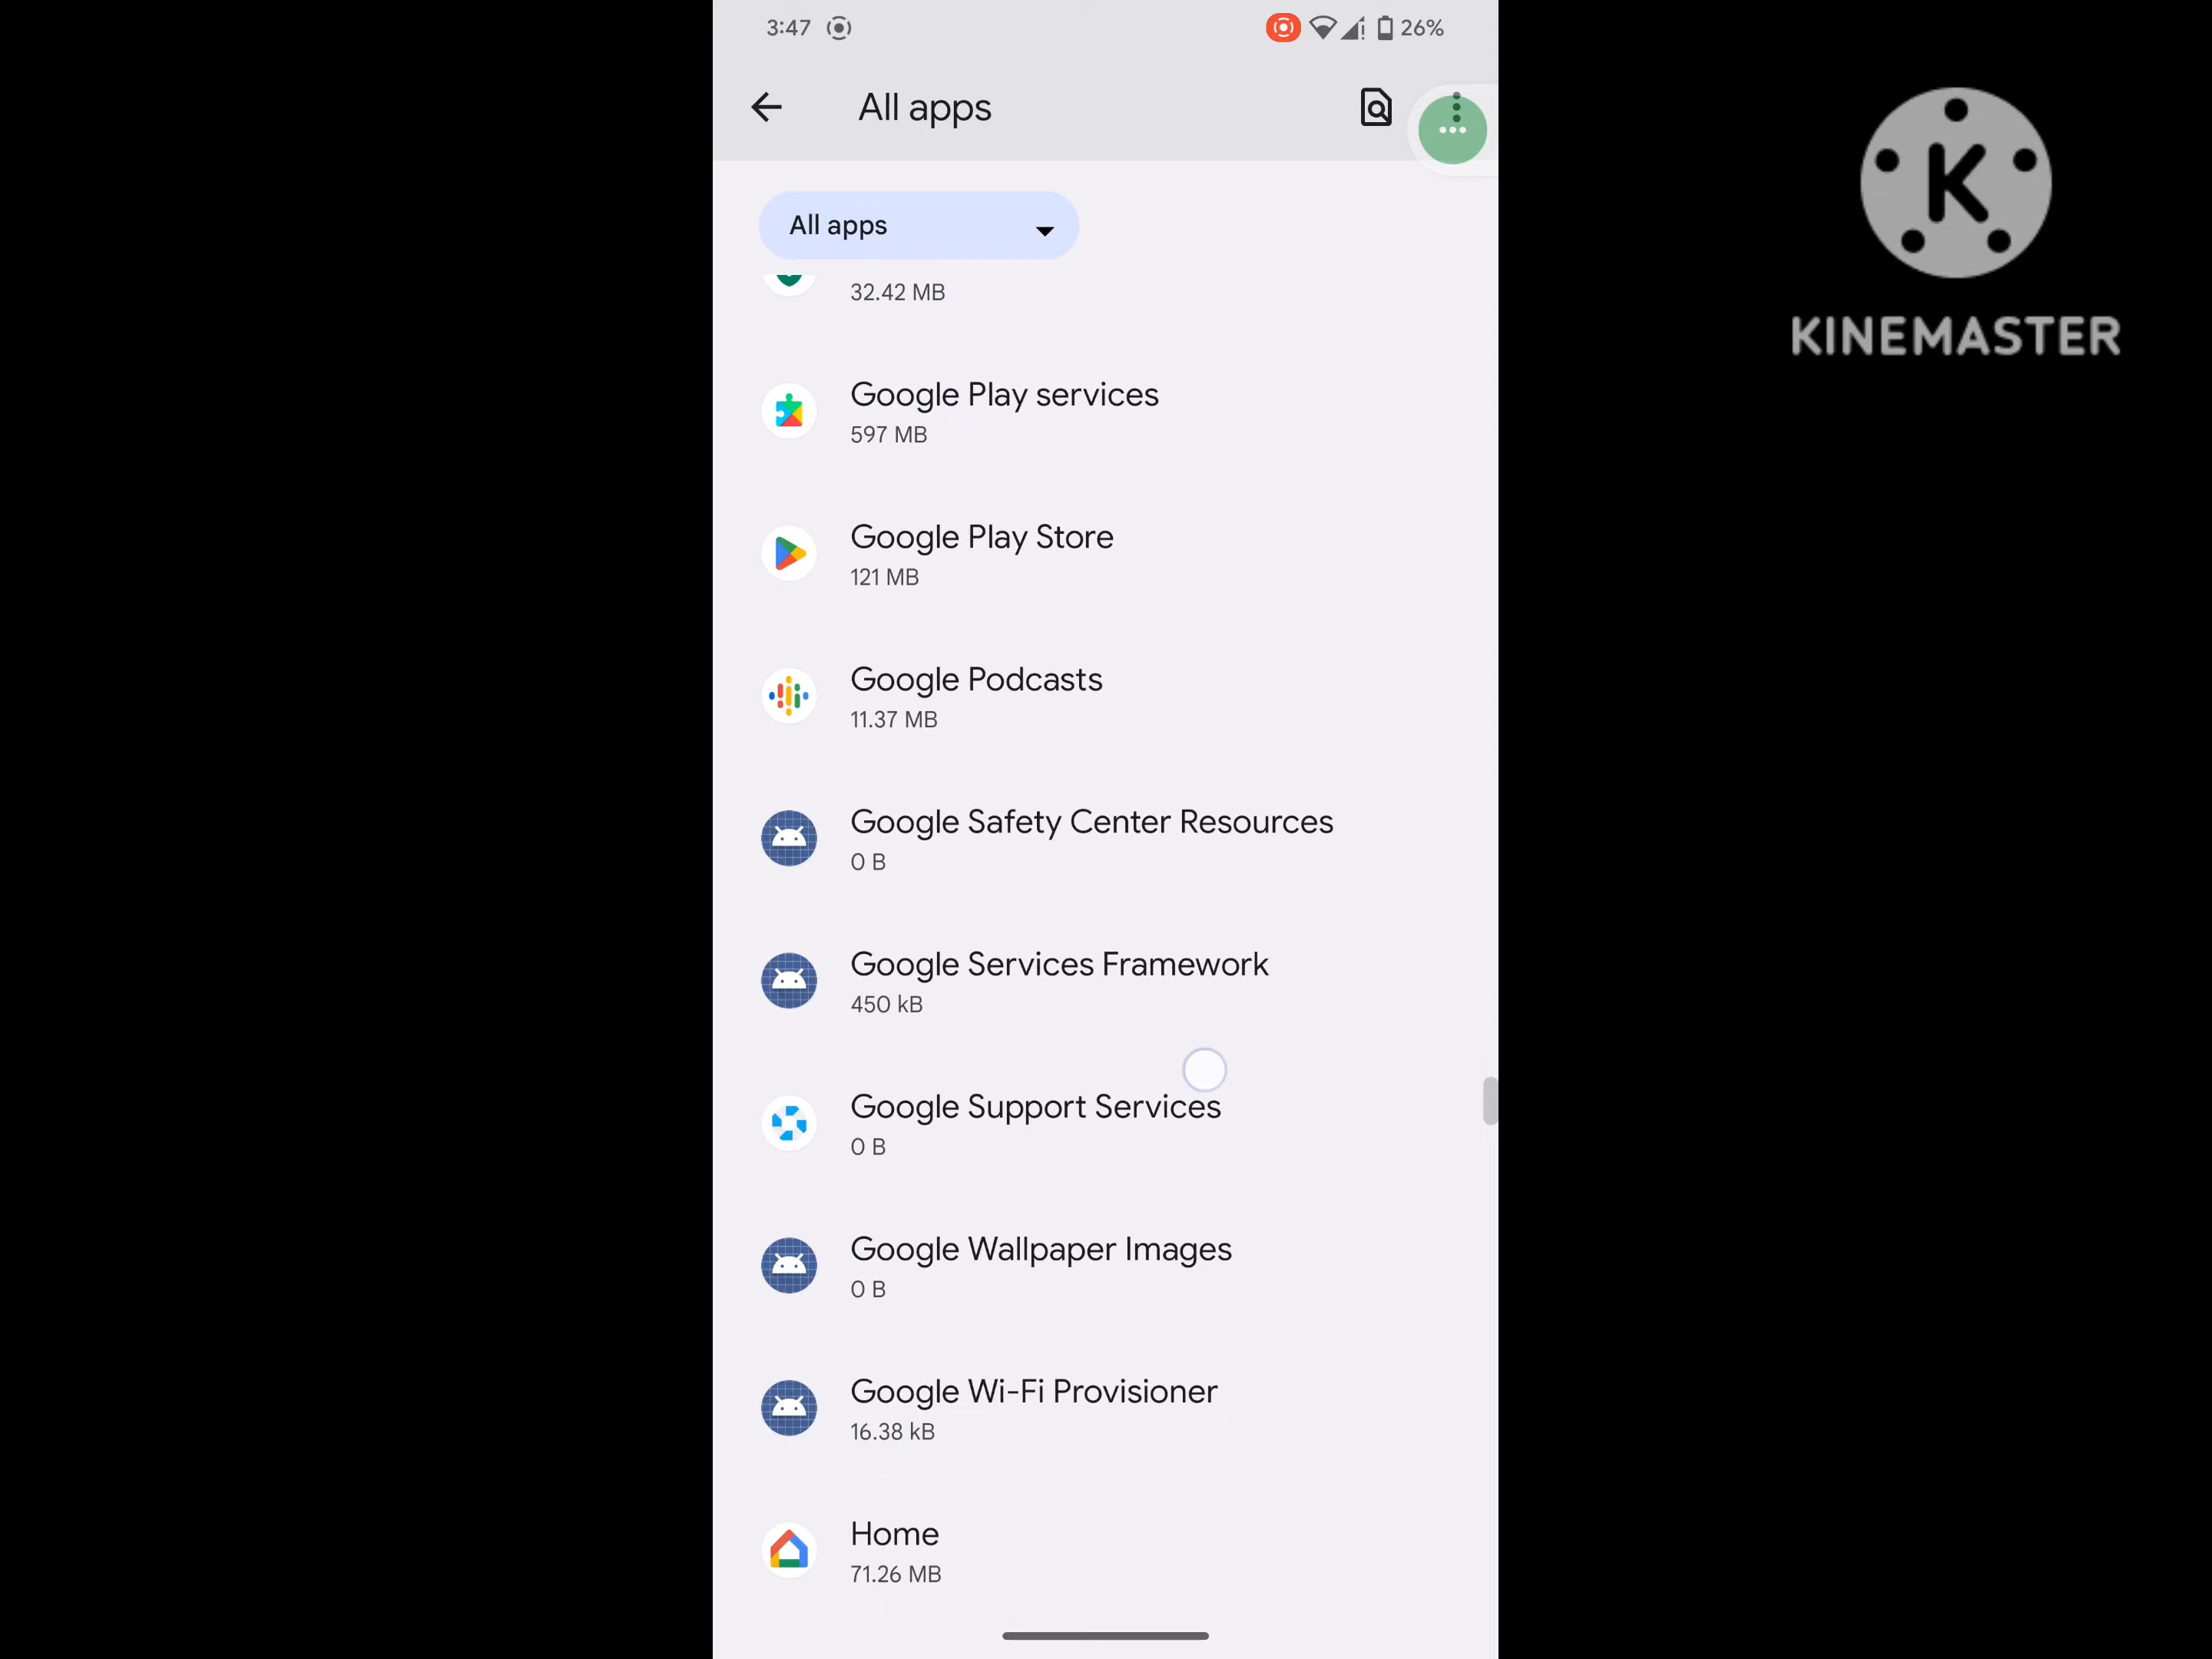 3:47
26%
All apps
All apps
32.42 MB
Google Play services
597 MB
Google Play Store
121 MB
Google Podcasts
11.37 MB
Google Safety Center Resources
0 B
Google Services Framework
450 kB
Google Support Services
0 B
Google Wallpaper Images
0 B
Google Wi-Fi Provisioner
16.38 kB
Home
71.26 MB
K
KINEMASTER